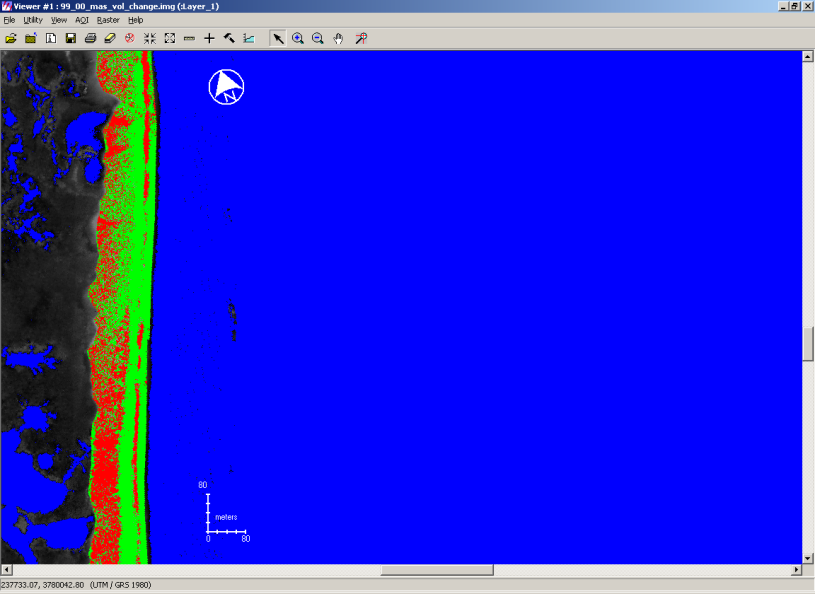 Viewer #1 : 99_00_mas_vol_change.img (:Layer_1)
File Utility View AOI Raster Help
N
80
meters
0 80
237733.07, 3780042.80 (UTM / GRS 1980)